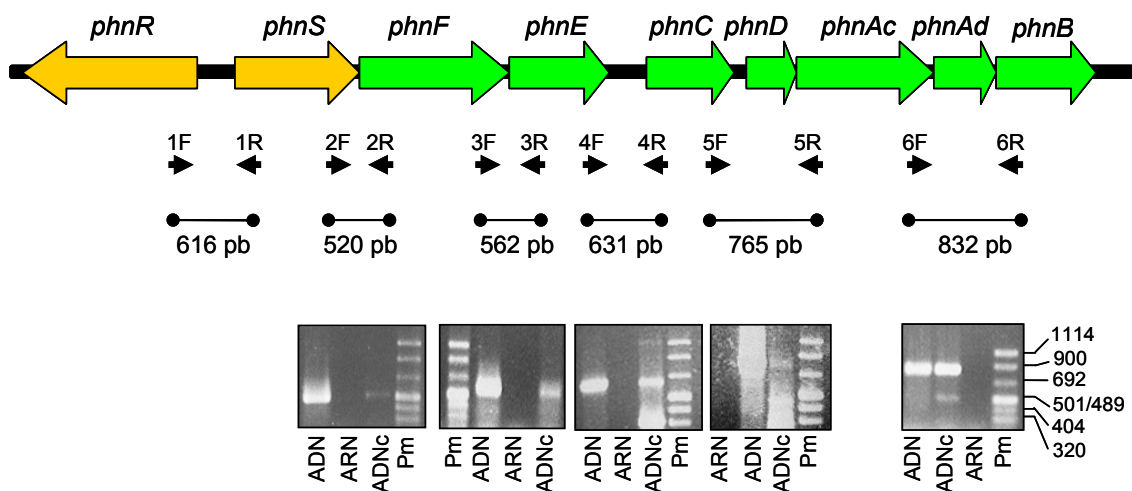 phnR phnS phnF phnE phnC phnD phnAc phnAd phnB
1F 1R 2F 2R 3F 3R 4F 4R 5F 5R 6F 6R
616 pb 520 pb 562 pb 631 pb 765 pb 832 pb
1114
900
692
501/489
404
320
ADN ARN ADNc Pm Pm ADN ARN ADNc ADN ARN ADNc Pm ARN ADN ADNc Pm ADN ADNc ARN Pm